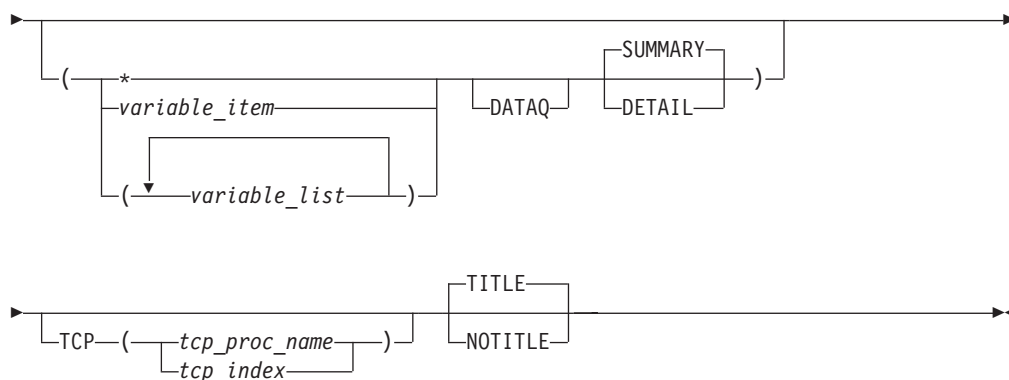 SUMMARY
( * DATAQ DETAIL )
variable_item
( variable_list )
TITLE
TCP ( tcp_proc_name ) NOTITLE
tcp_index